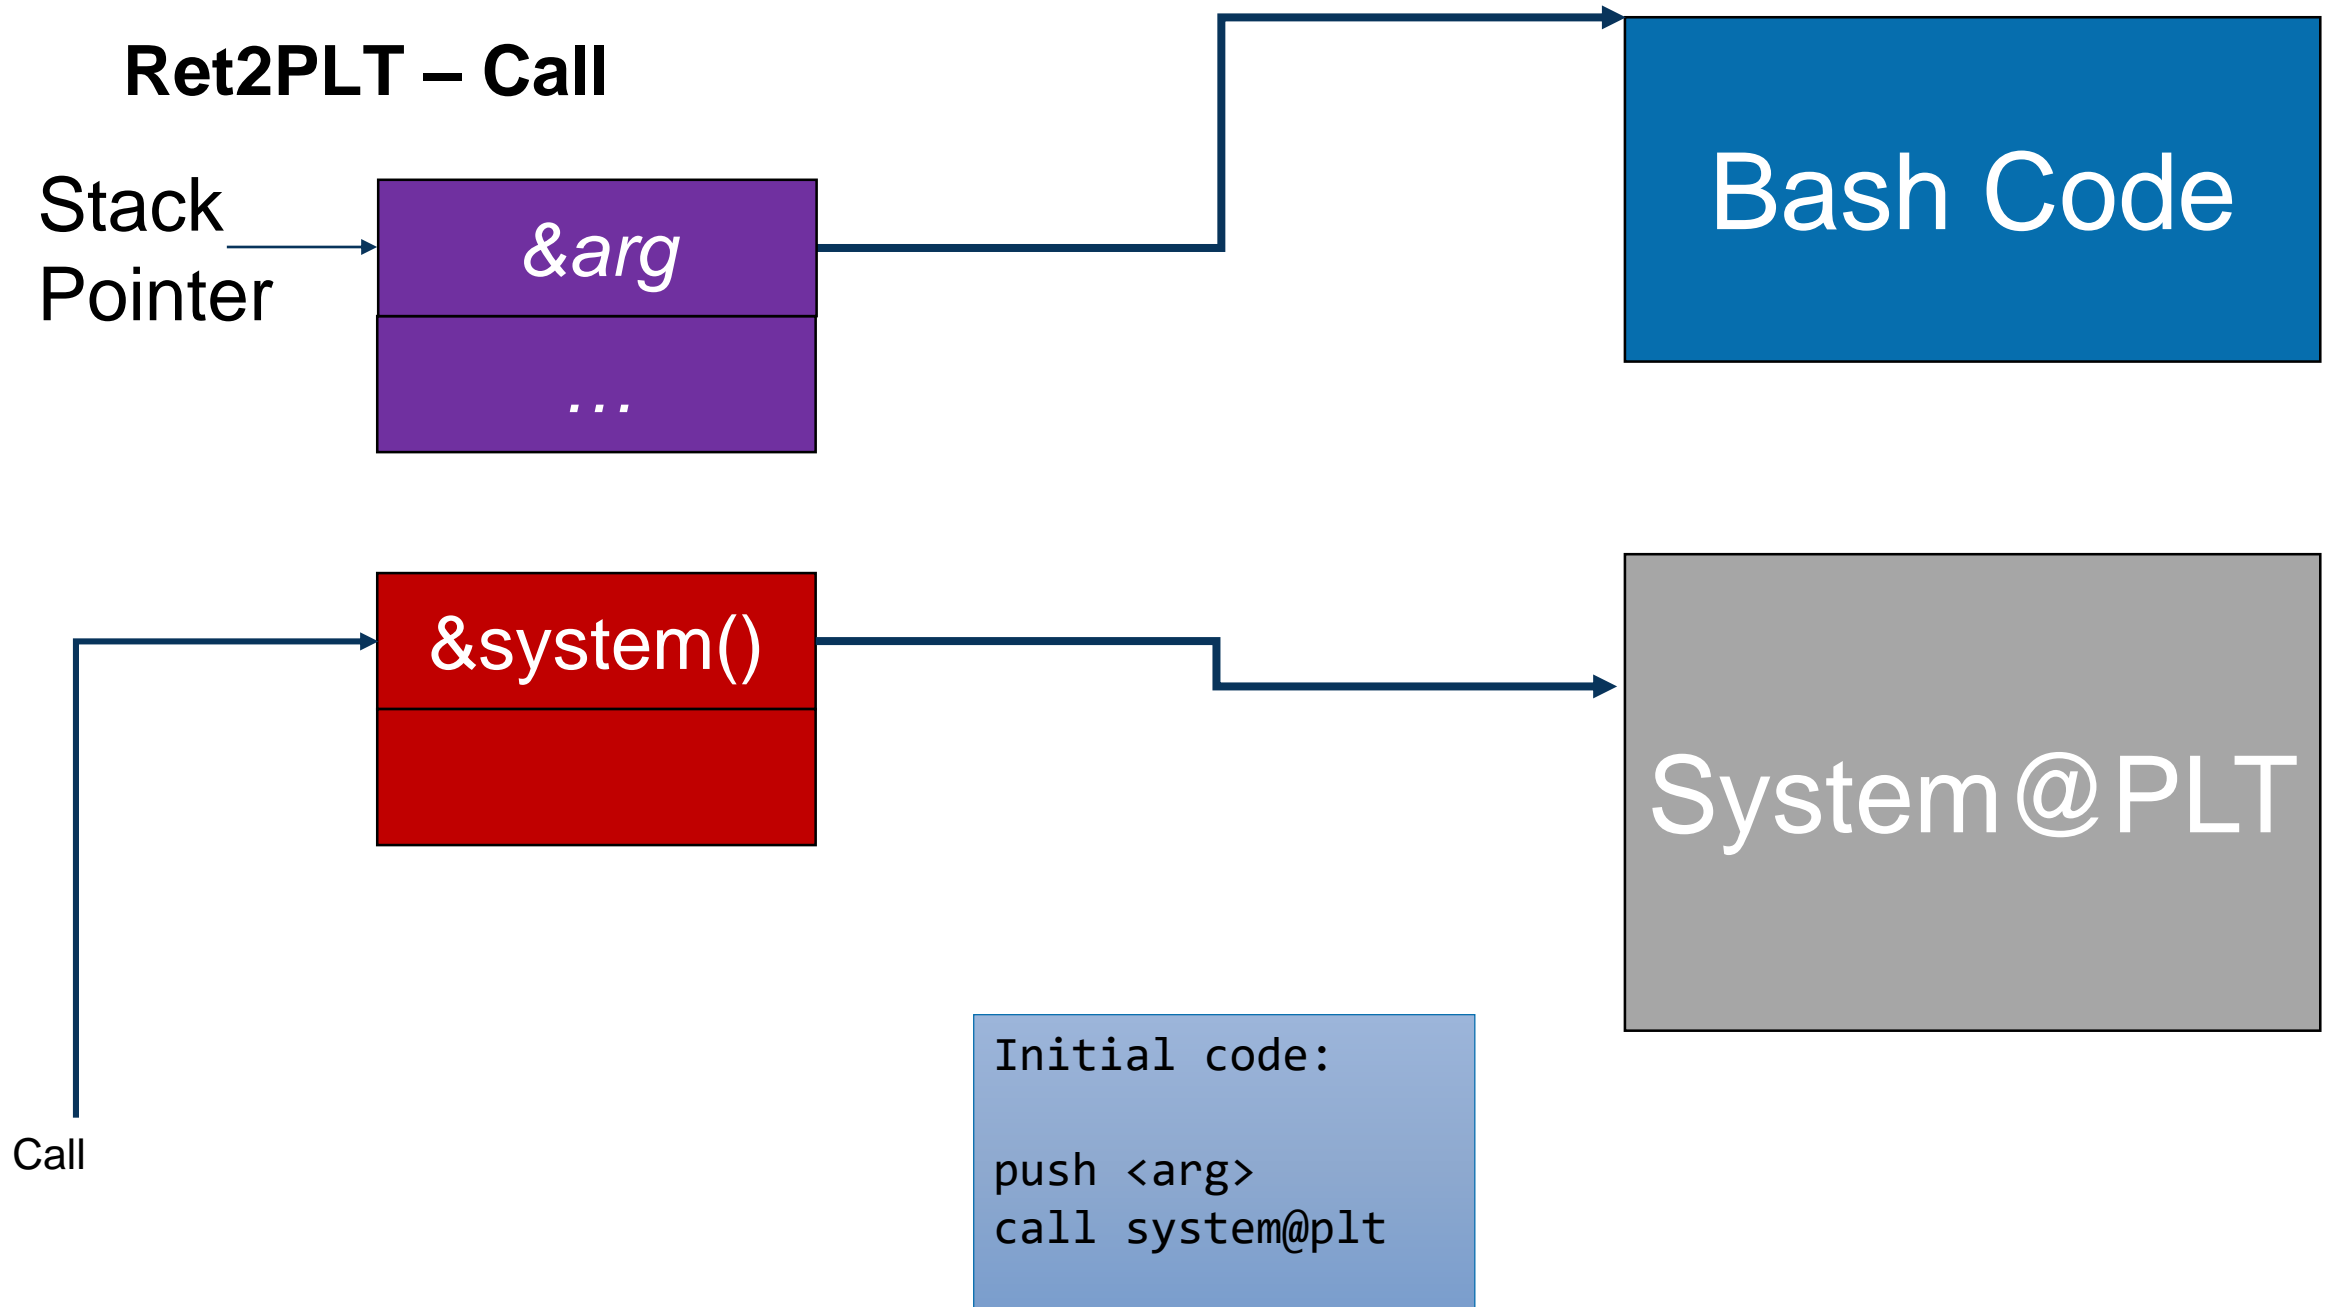 Ret2PLT – Call
Stack
Pointer
&arg
…
Bash Code
&system()
System@PLT
Call
Initial code:
push <arg>
call system@plt